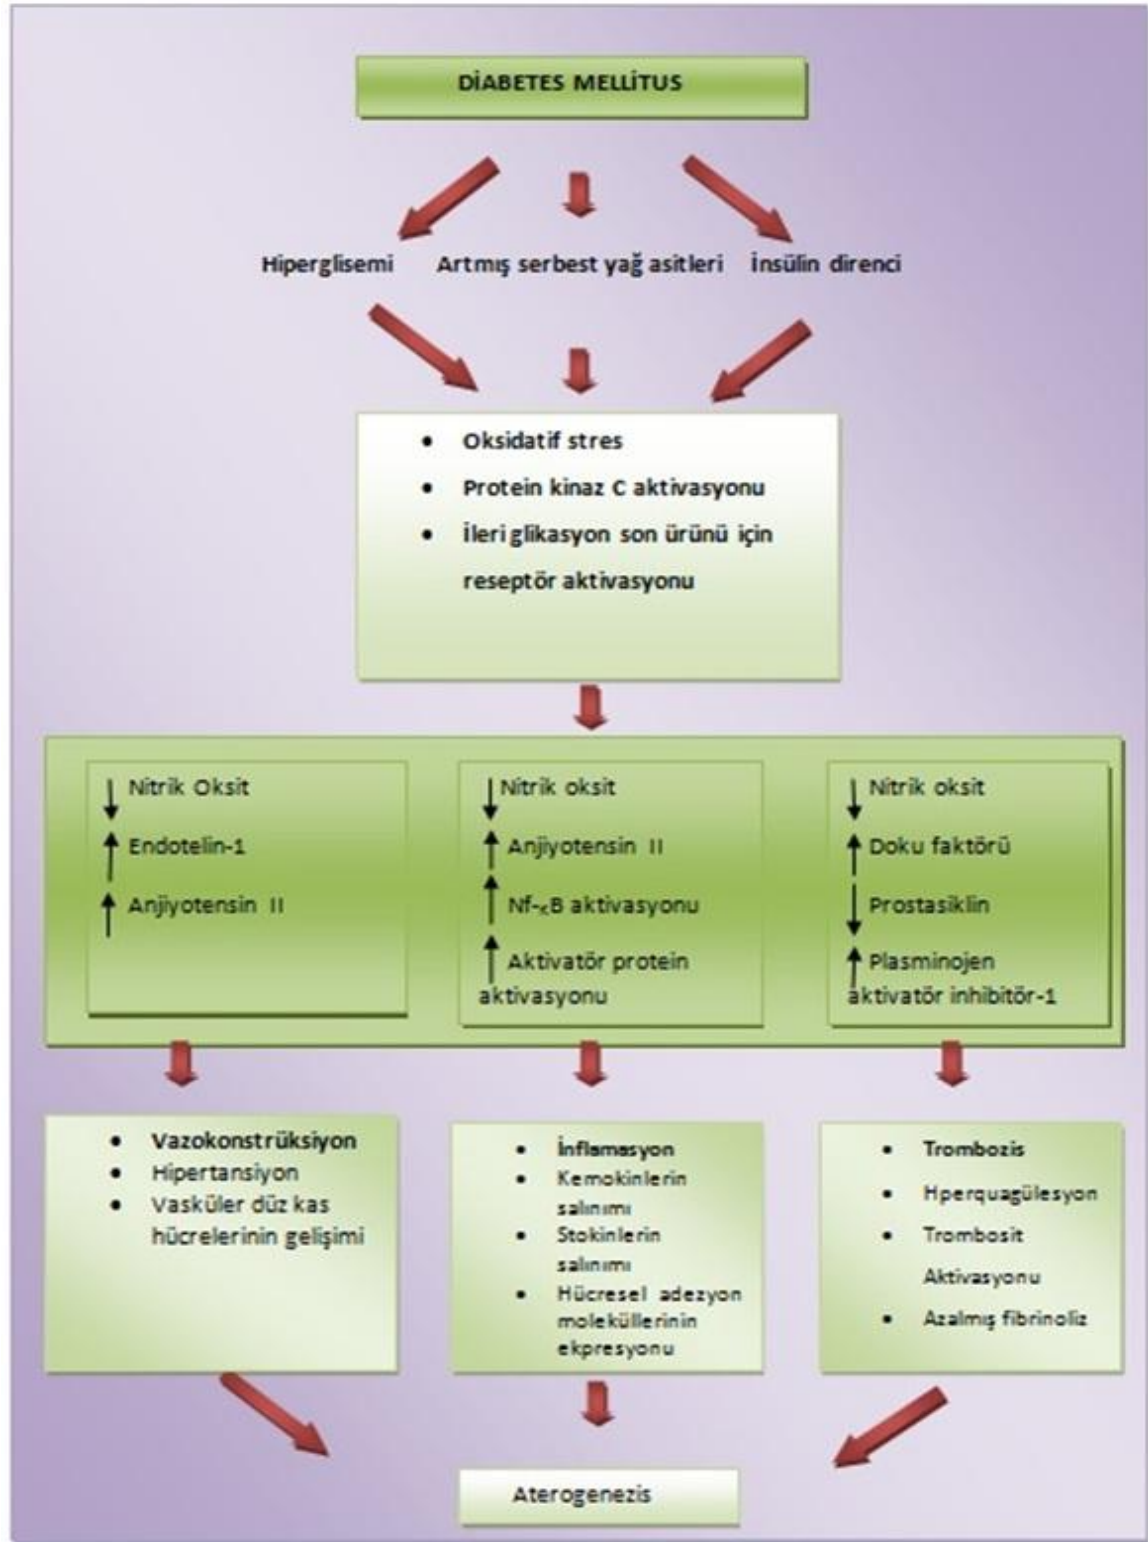 DİABETES MELLİTUS
Hiperglisemi
Artmış serbest yağ asitleri
İnsülin direnci
• Oksidatif stres
• Protein kinaz C aktivasyonu
• İleri glikasyon son ürünü için
reseptör aktivasyonu
↓ Nitrik Oksit
↑ Endotelin-1
↑ Anjiyotensin II
↓ Nitrik oksit
↑ Anjiyotensin II
↑ Nf-κB aktivasyonu
↑ Aktivatör protein
aktivasyonu
↓ Nitrik oksit
↑ Doku faktörü
↓ Prostasiklin
↑ Plasminojen
aktivatör inhibitör-1
• Vazokonstrüksiyon
• Hipertansiyon
• Vasküler düz kas
hücrelerinin gelişimi
• İnflamasyon
• Kemokinlerin
salınımı
• Stokinlerin
salınımı
• Hücresel adezyon
moleküllerinin
ekpresyonu
• Trombozis
• Hperquagülesyon
• Trombosit
Aktivasyonu
• Azalmış fibrinoliz
Aterogenezis